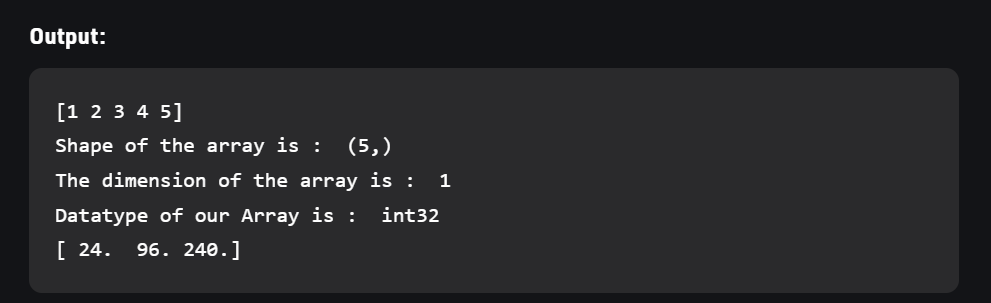 Output:
[1 2 3 4 5]
Shape of the array is :  (5,)
The dimension of the array is :  1
Datatype of our Array is :  int32
[ 24.  96. 240.]